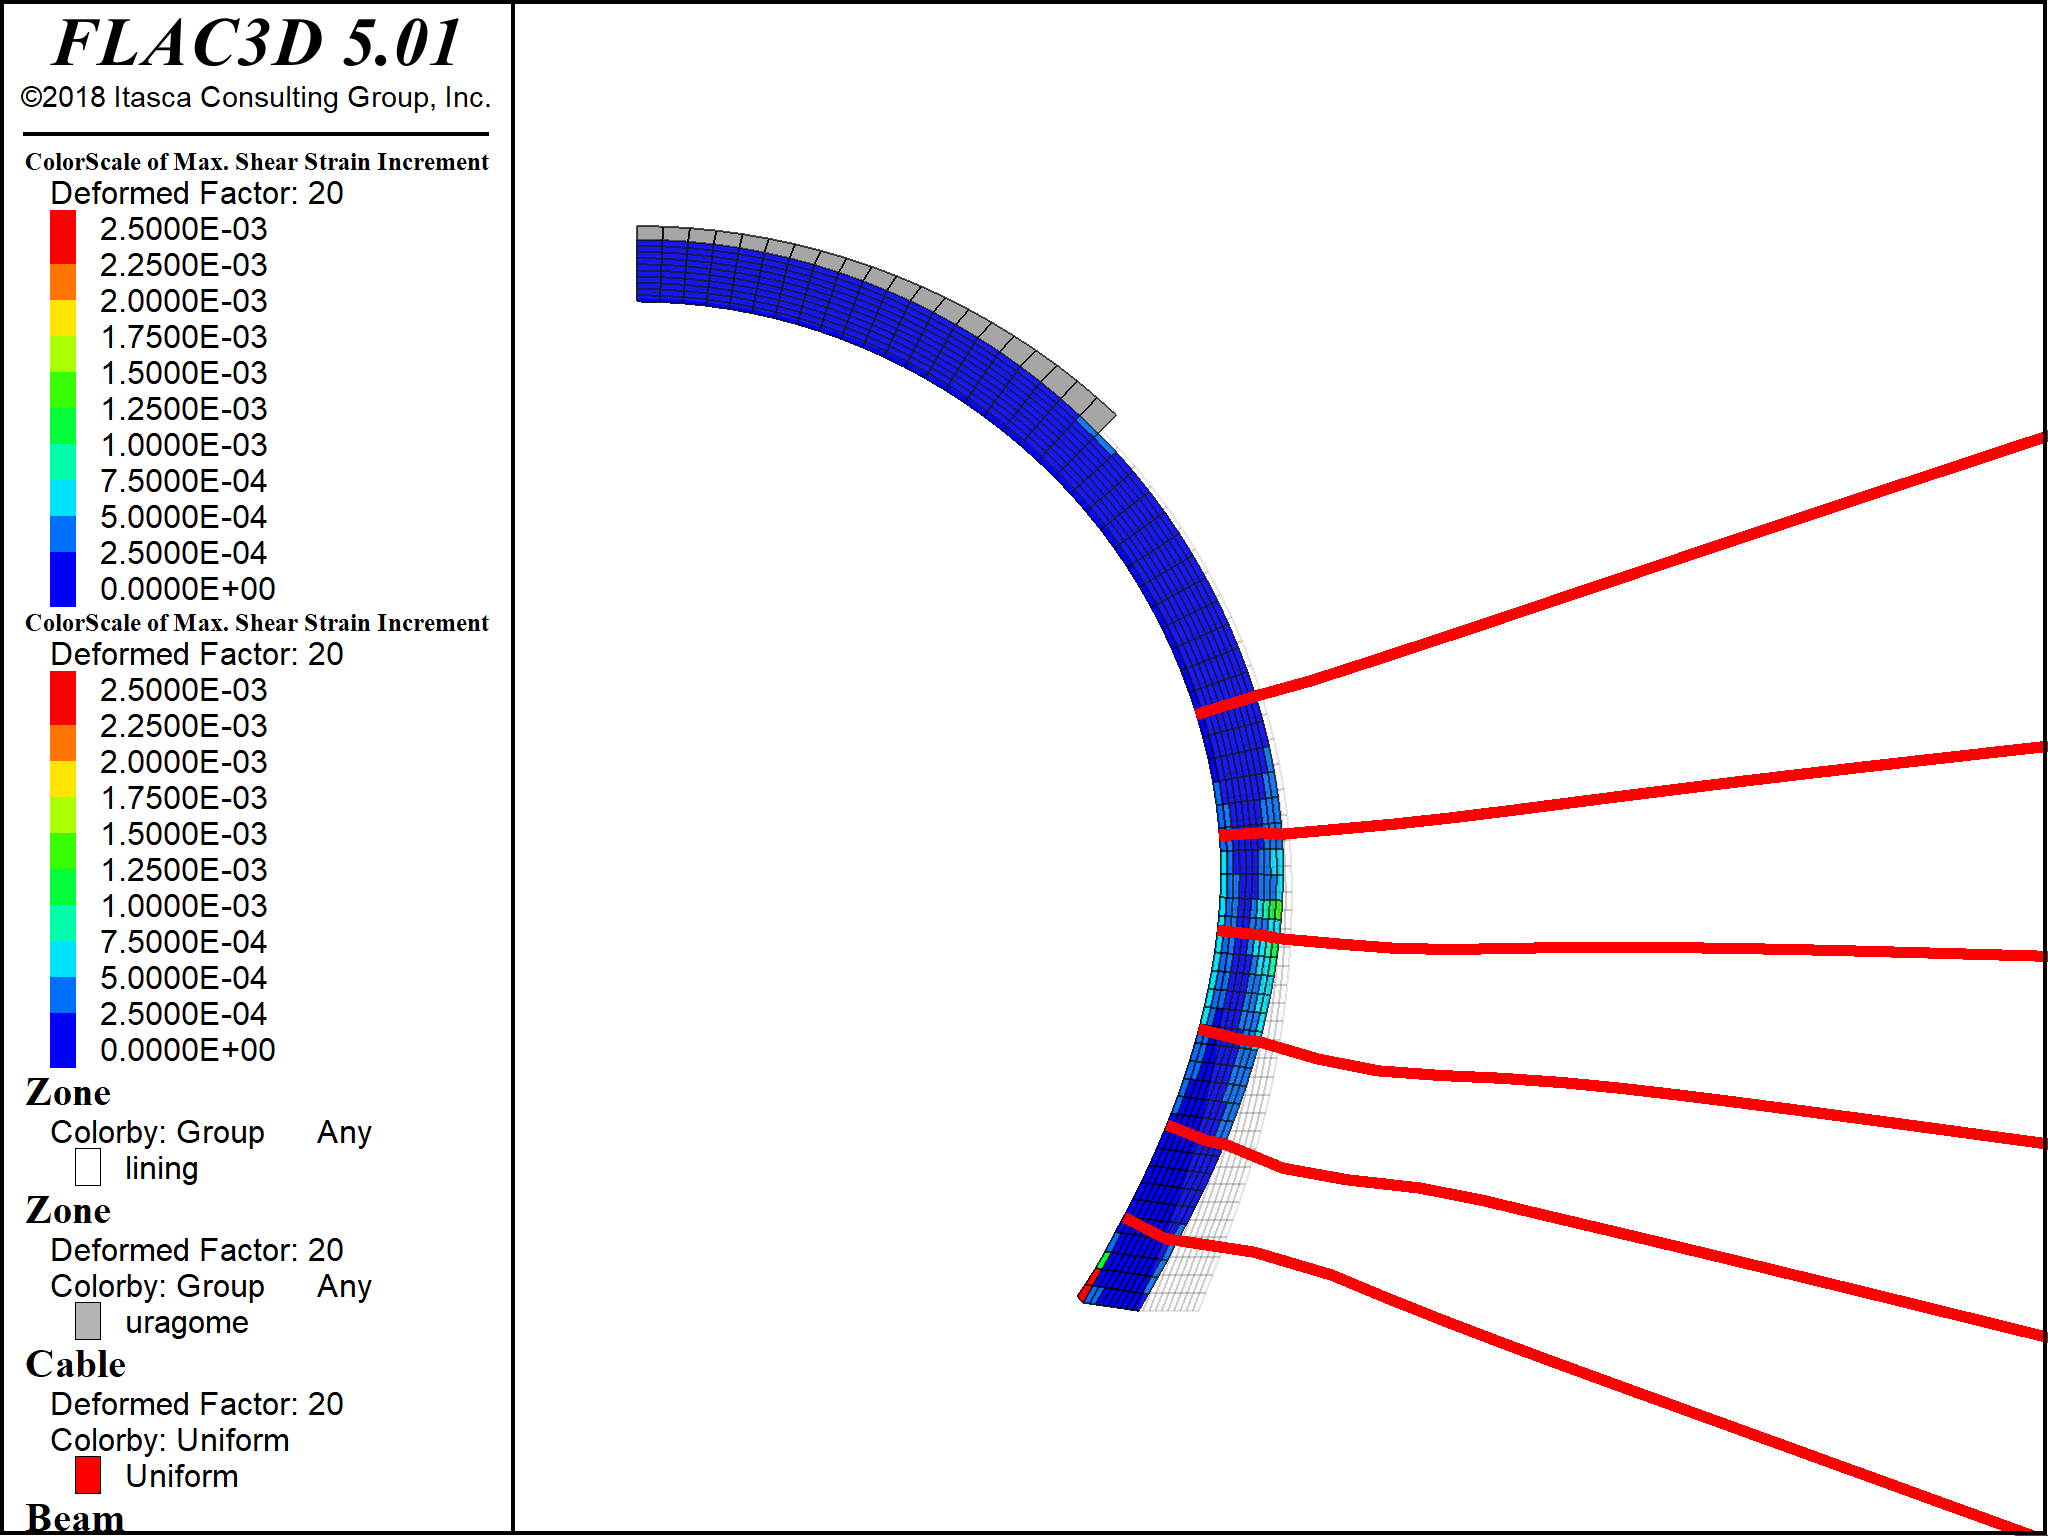 FLAC3D 5.01
©2018 Itasca Consulting Group, Inc.
ColorScale of Max. Shear Strain Increment
Deformed Factor: 20
2.5000E-03
2.2500E-03
2.0000E-03
1.7500E-03
1.5000E-03
1.2500E-03
1.0000E-03
7.5000E-04
5.0000E-04
2.5000E-04
0.0000E+00
ColorScale of Max. Shear Strain Increment
Deformed Factor: 20
2.5000E-03
2.2500E-03
2.0000E-03
1.7500E-03
1.5000E-03
1.2500E-03
1.0000E-03
7.5000E-04
5.0000E-04
2.5000E-04
0.0000E+00
Zone
Colorby: Group Any
lining
Zone
Deformed Factor: 20
Colorby: Group Any
uragome
Cable
Deformed Factor: 20
Colorby: Uniform
Uniform
Beam